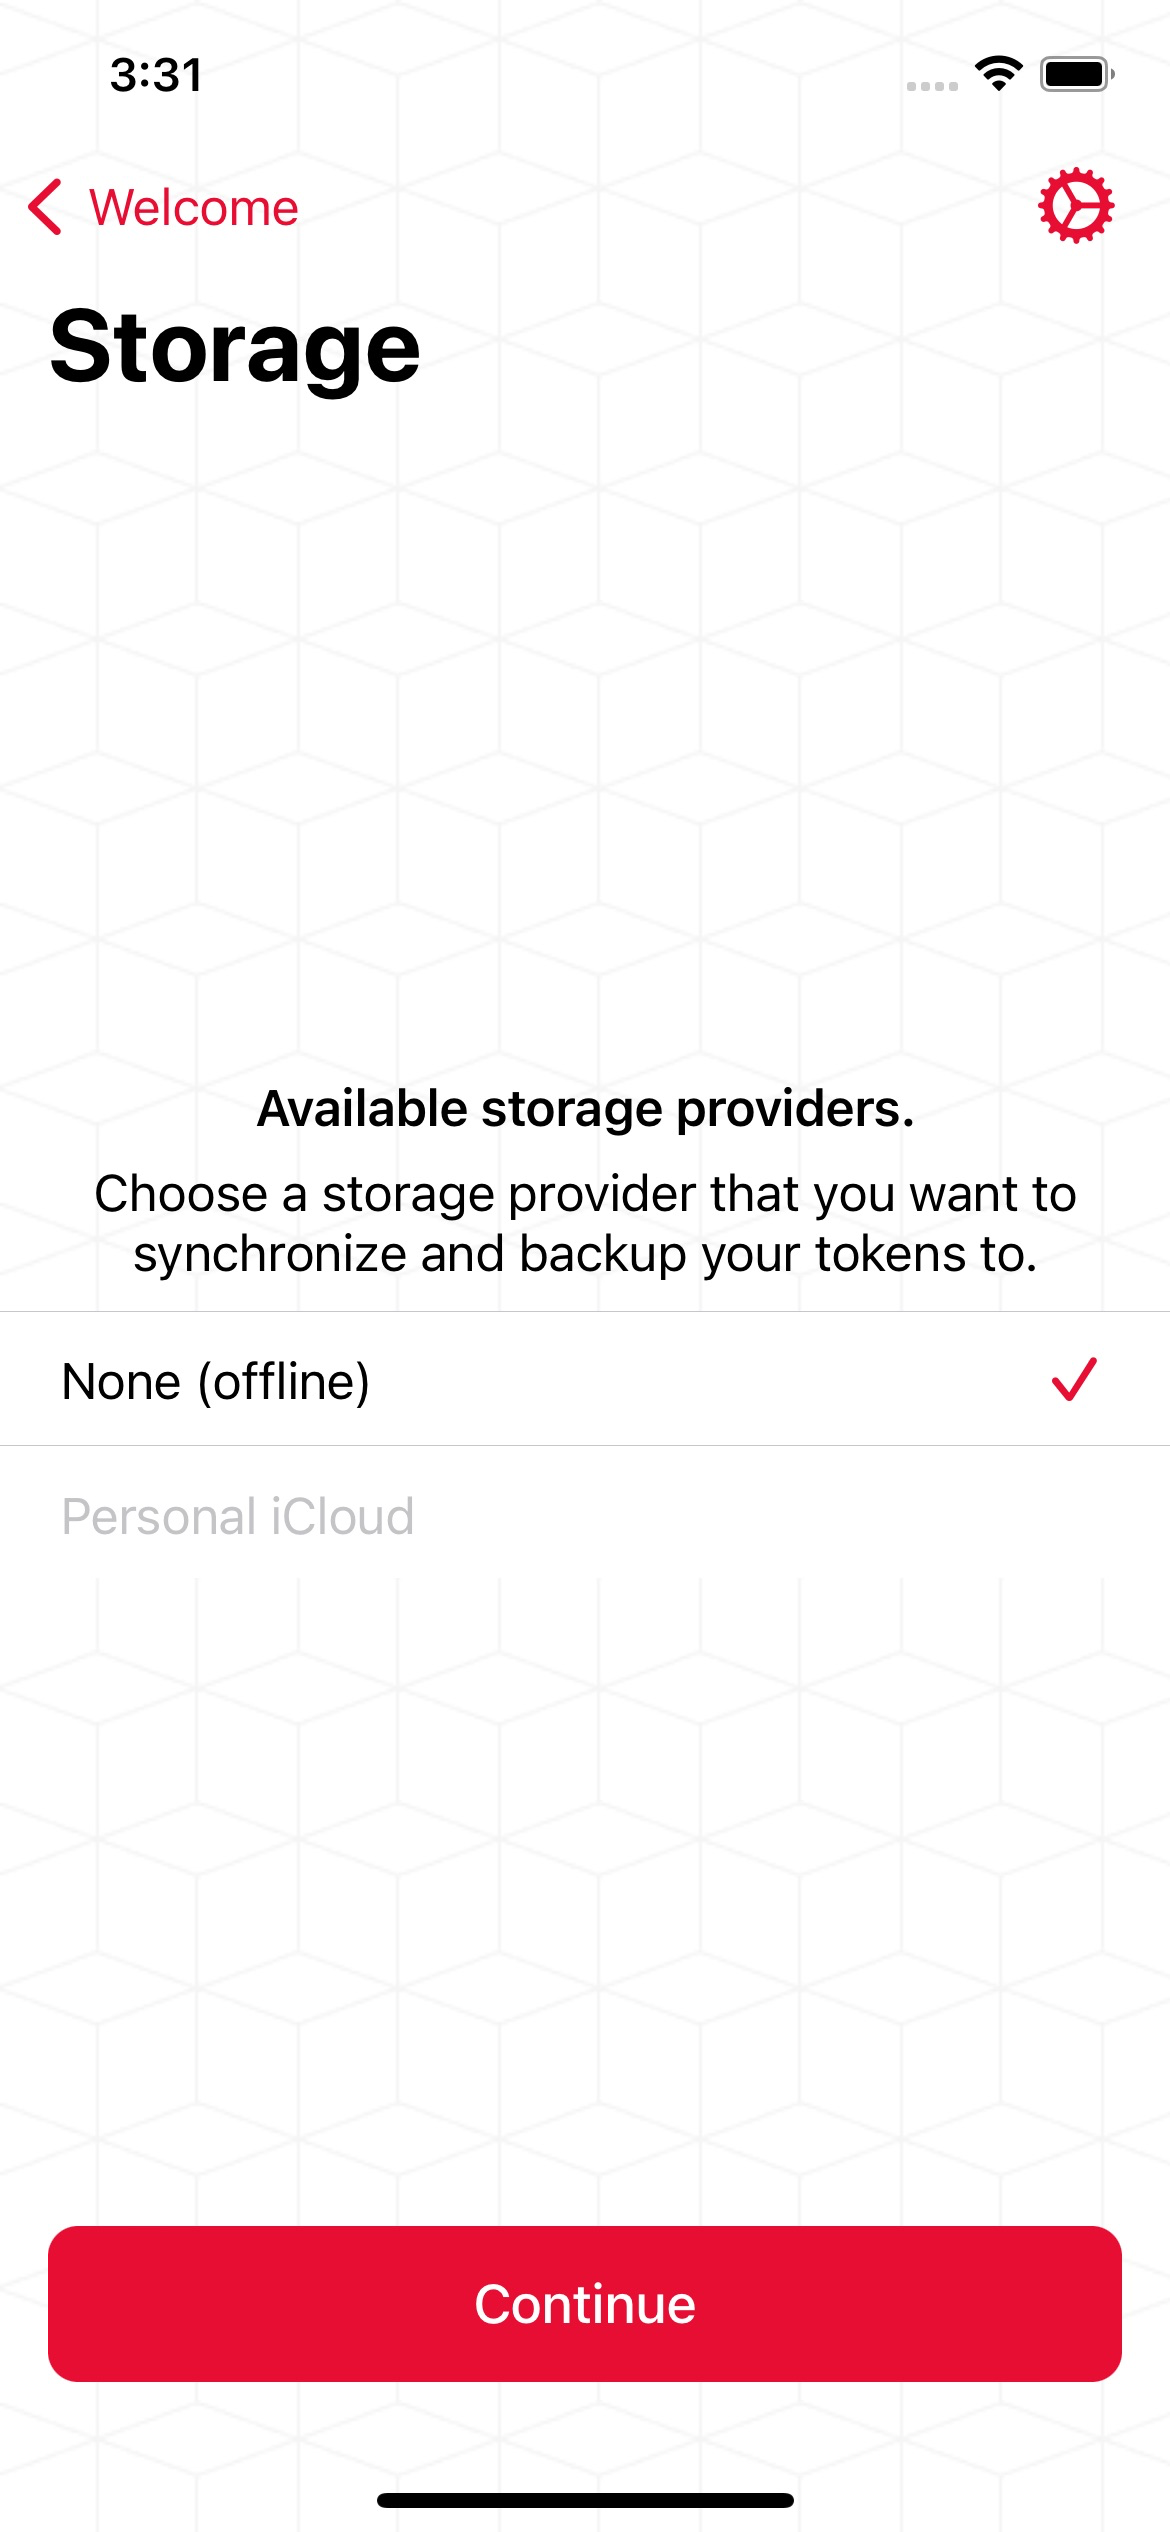 3:31
Welcome
Storage
Available storage providers.
Choose a storage provider that you want to
synchronize and backup your tokens to.
None (offline)
Personal iCloud
Continue